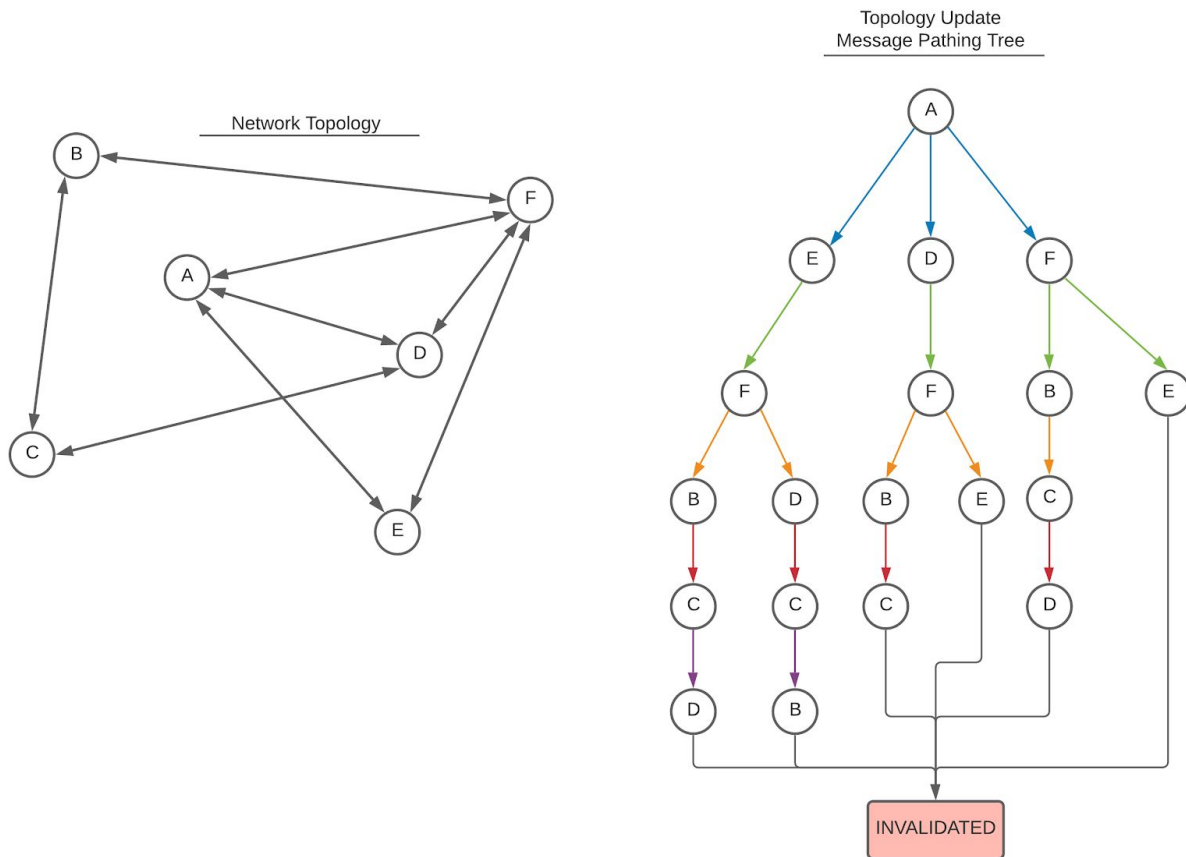 Topology Update
Message Pathing Tree
Network Topology
A
B
F
A
E
D
F
D
F
F
B
E
C
B
D
B
E
C
E
C
C
C
D
D
B
INVALIDATED